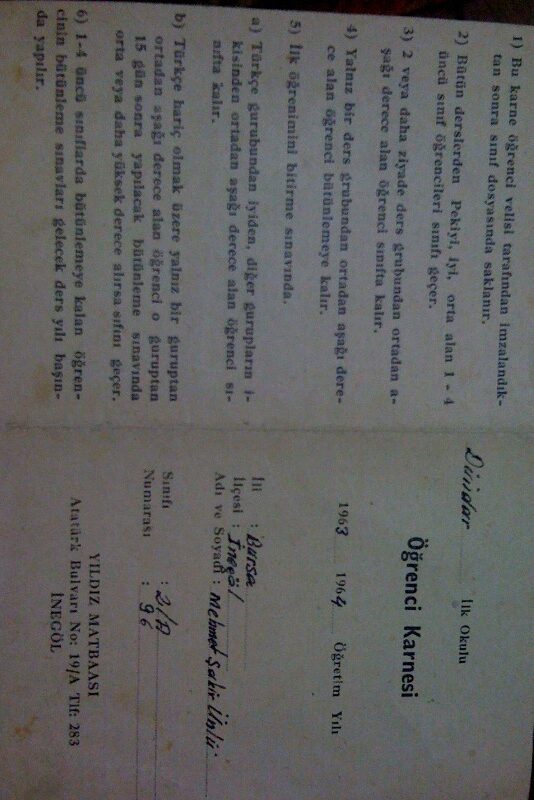 1) Bu karne öğrenci velisi tarafından imzalandık-
tan sonra sınıf dosyasında saklanır.
2) Bütün derslerden Pekiyi, iyi, orta alan 1 - 4
üncü sınıf öğrencileri sınıfı geçer.
3) 2 veya daha ziyade ders grubundan ortadan a-
şağı derece alan öğrenci sınıfta kalır.
4) Yalnız bir ders grubundan ortadan aşağı dere-
ce alan öğrenci bütünlemeye kalır.
5) İlk öğrenimini bitirme sınavında.
a) Türkçe gurubundan iyiden, diğer gurupların i-
kisinden ortadan aşağı derece alan öğrenci sı-
nıfta kalır.
b) Türkçe hariç olmak üzere yalnız bir guruptan
ortadan aşağı derece alan öğrenci o guruptan
15 gün sonra yapılacak bütünleme sınavında
orta veya daha yüksek derece alırsa sıfını geçer.
6) 1-4 üncü sınıflarda bütünlemeye kalan öğren-
cinin bütünleme sınavları gelecek ders yılı başın-
da yapılır.
Dündar İlk Okulu
Öğrenci Karnesi
1963 1964 Öğretim Yılı
İli : Bursa
İlçesi : İnegöl
Adı ve Soyadı : Mehmet Şakir Ünlü
Sınıfı : 2/B
Numarası : 96
YILDIZ MATBAASI
Atatürk Bulvarı No: 19/A Tlf: 283
İNEGÖL